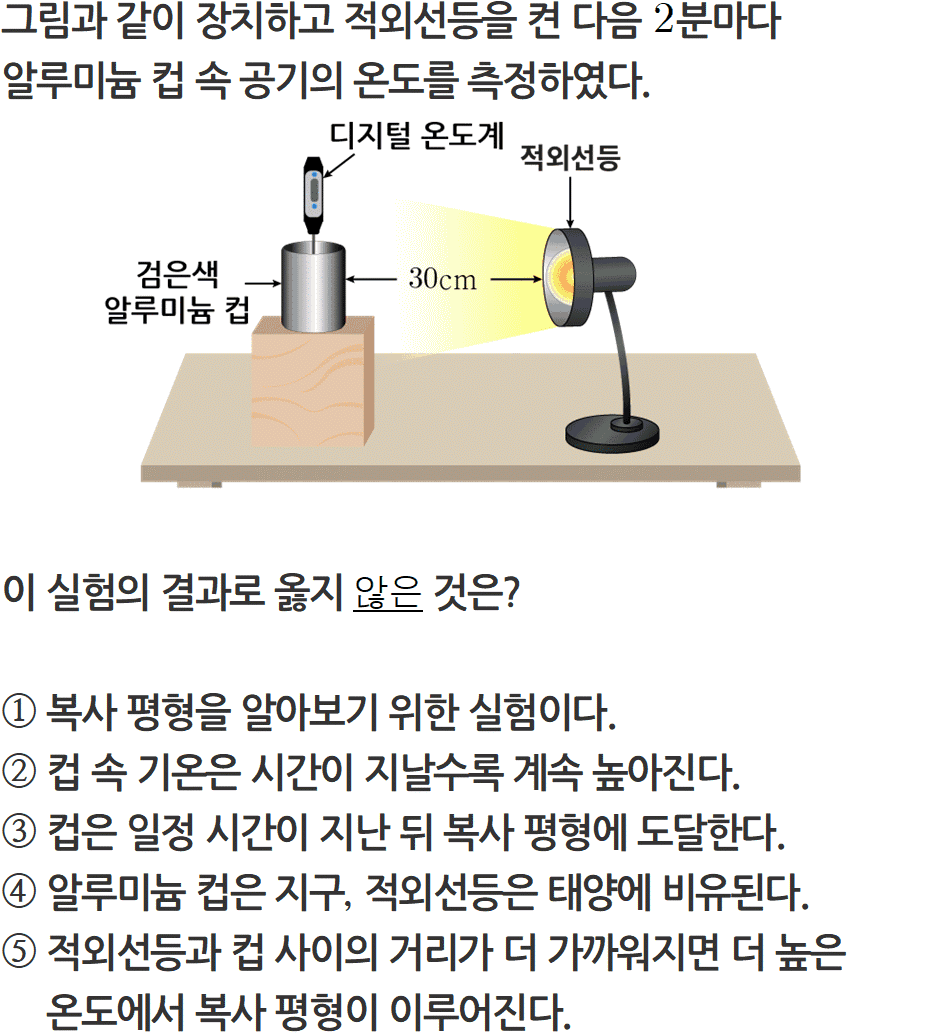 그림과 같이 장치하고 적외선등을 켠 다음 2분마다
알루미늄 컵 속 공기의 온도를 측정하였다.
디지털 온도계
적외선등
검은색
알루미늄 컵
30cm
이 실험의 결과로 옳지 않은 것은?
① 복사 평형을 알아보기 위한 실험이다.
② 컵 속 기온은 시간이 지날수록 계속 높아진다.
③ 컵은 일정 시간이 지난 뒤 복사 평형에 도달한다.
④ 알루미늄 컵은 지구, 적외선등은 태양에 비유된다.
⑤ 적외선등과 컵 사이의 거리가 더 가까워지면 더 높은
온도에서 복사 평형이 이루어진다.